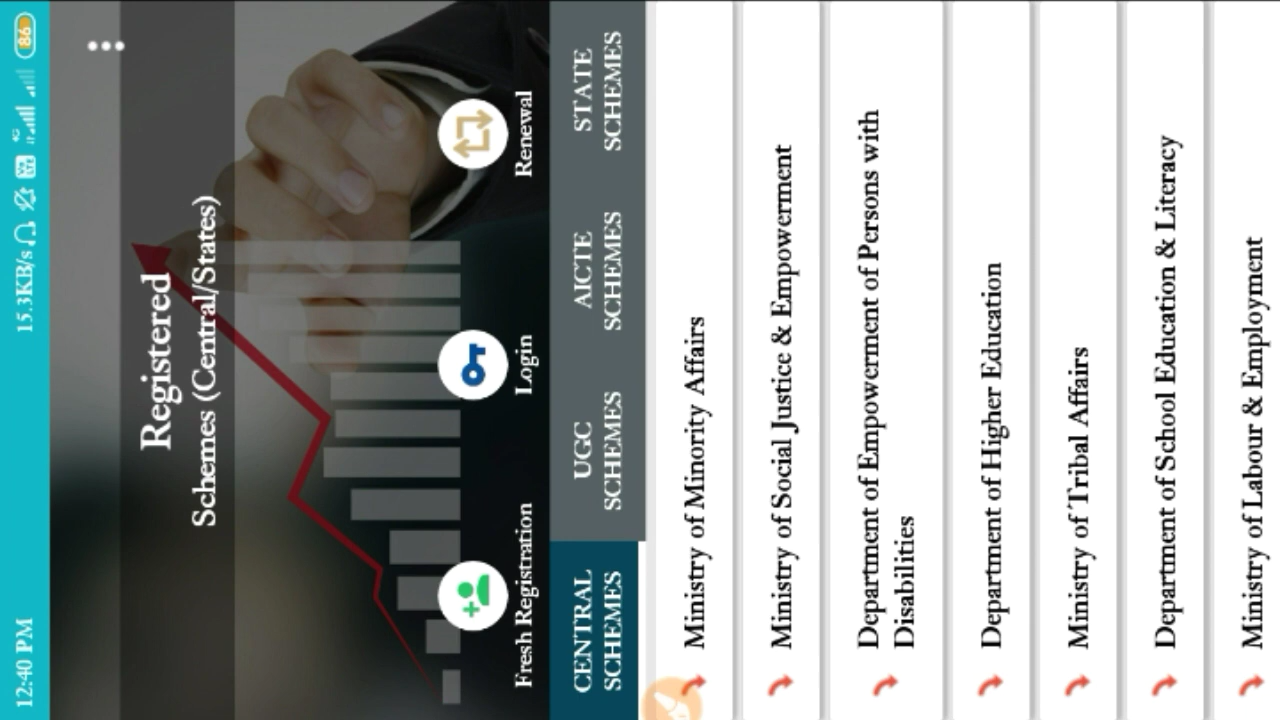 12:40 PM 15.3KB/s 4G 86
Registered
Schemes (Central/States)
Fresh Registration
Login
Renewal
CENTRAL
SCHEMES
UGC
SCHEMES
AICTE
SCHEMES
STATE
SCHEMES
Ministry of Minority Affairs
Ministry of Social Justice & Empowerment
Department of Empowerment of Persons with
Disabilities
Department of Higher Education
Ministry of Tribal Affairs
Department of School Education & Literacy
Ministry of Labour & Employment